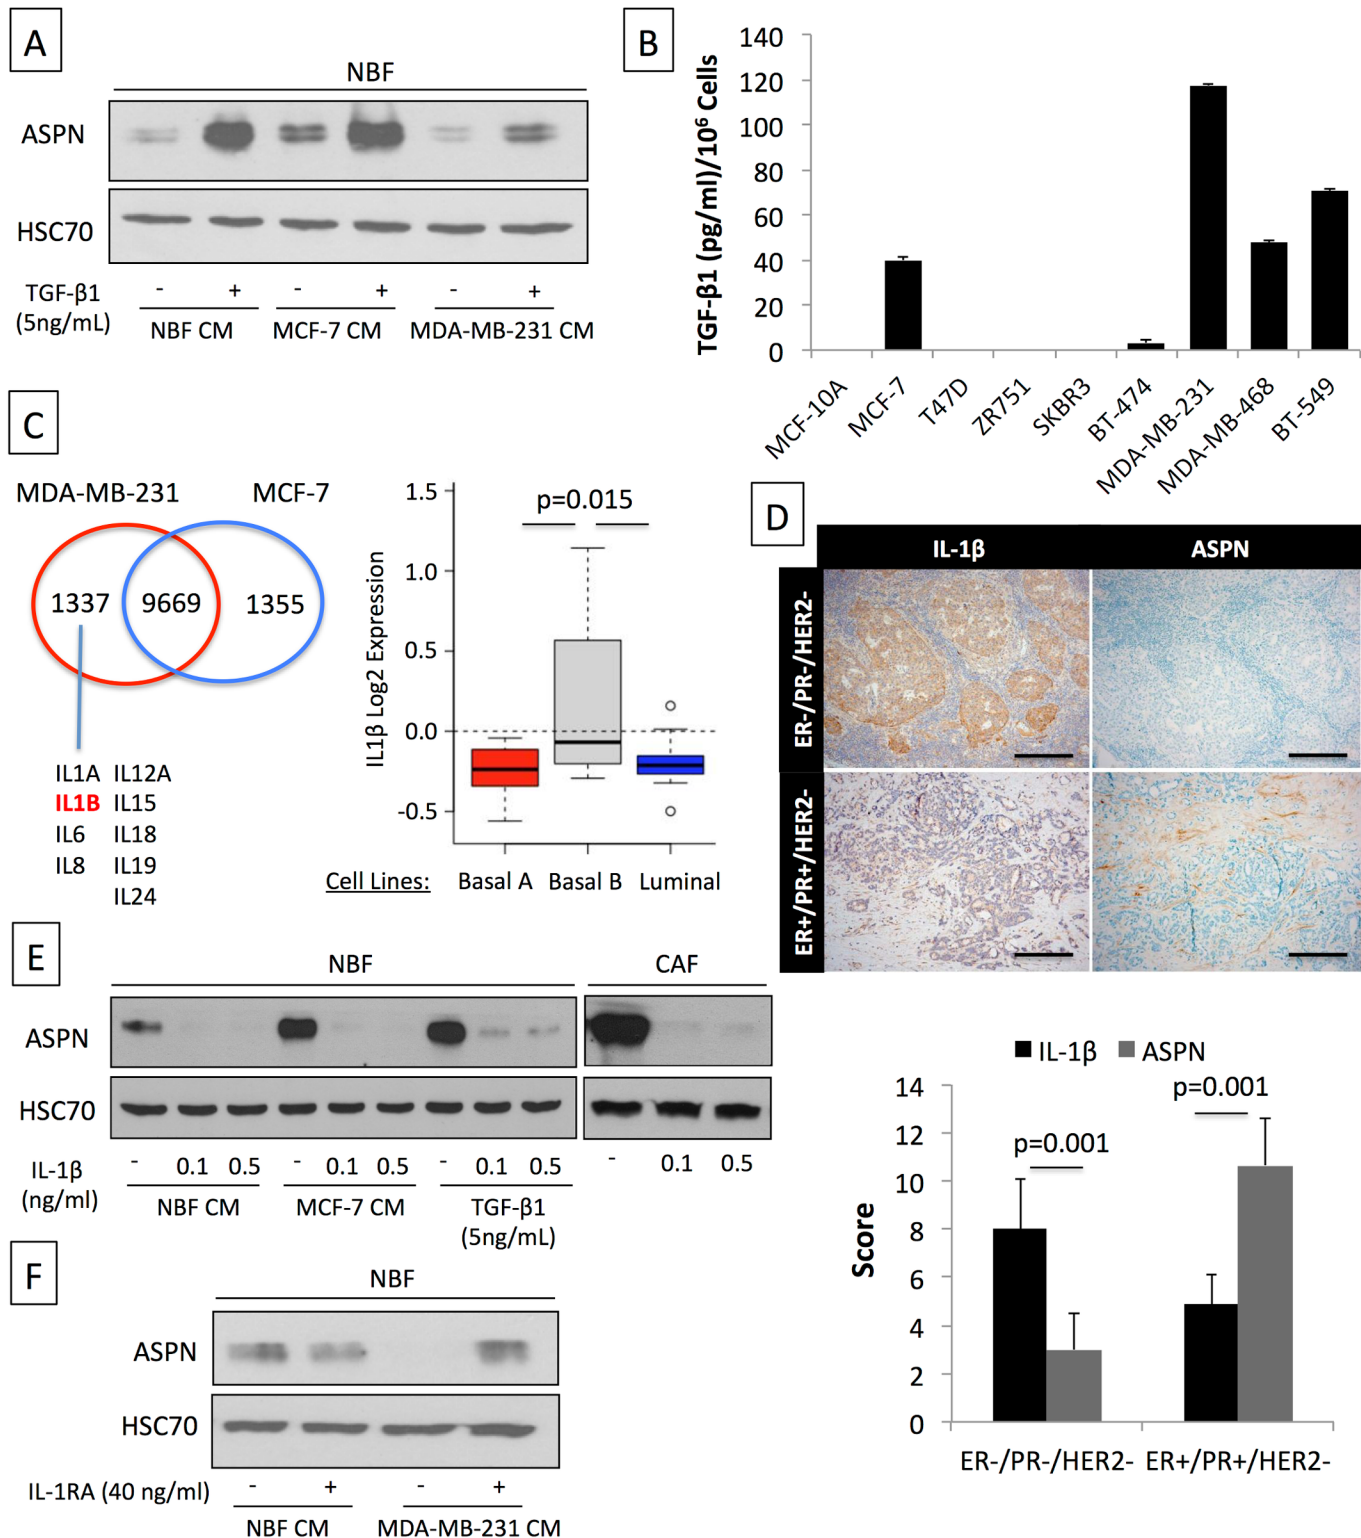 A
NBF
ASPN
HSC70
TGF-β1 - + - + - +
(5ng/mL)
NBF CM MCF-7 CM MDA-MB-231 CM
B
TGF-β1 (pg/ml)/10⁶ Cells
140
120
100
80
60
40
20
0
MCF-10A MCF-7 T47D ZR751 SKBR3 BT-474 MDA-MB-231 MDA-MB-468 BT-549
C
MDA-MB-231 MCF-7
1337 9669 1355
IL1A IL12A
IL1B IL15
IL6 IL18
IL8 IL19
IL24
IL1β Log2 Expression
1.5
1.0
0.5
0.0
-0.5
p=0.015
Cell Lines: Basal A Basal B Luminal
D
IL-1β ASPN
ER-/PR-/HER2-
ER+/PR+/HER2-
IL-1β ASPN
Score
14
12
10
8
6
4
2
0
p=0.001
p=0.001
ER-/PR-/HER2- ER+/PR+/HER2-
E
NBF CAF
ASPN
HSC70
IL-1β - 0.1 0.5 - 0.1 0.5 - 0.1 0.5 - 0.1 0.5
(ng/ml)
NBF CM MCF-7 CM TGF-β1
(5ng/mL)
F
NBF
ASPN
HSC70
IL-1RA (40 ng/ml) - + - +
NBF CM MDA-MB-231 CM